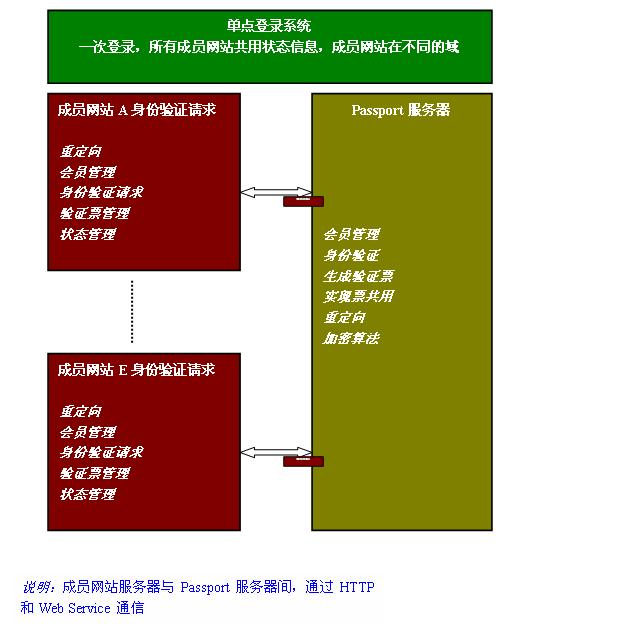 单点登录系统
一次登录，所有成员网站共用状态信息，成员网站在不同的域
成员网站 A 身份验证请求
重定向
会员管理
身份验证请求
验证票管理
状态管理
Passport 服务器
会员管理
身份验证
生成验证票
实现票共用
重定向
加密算法
成员网站 E 身份验证请求
重定向
会员管理
身份验证请求
验证票管理
状态管理
说明：成员网站服务器与 Passport 服务器间，通过 HTTP
和 Web Service 通信